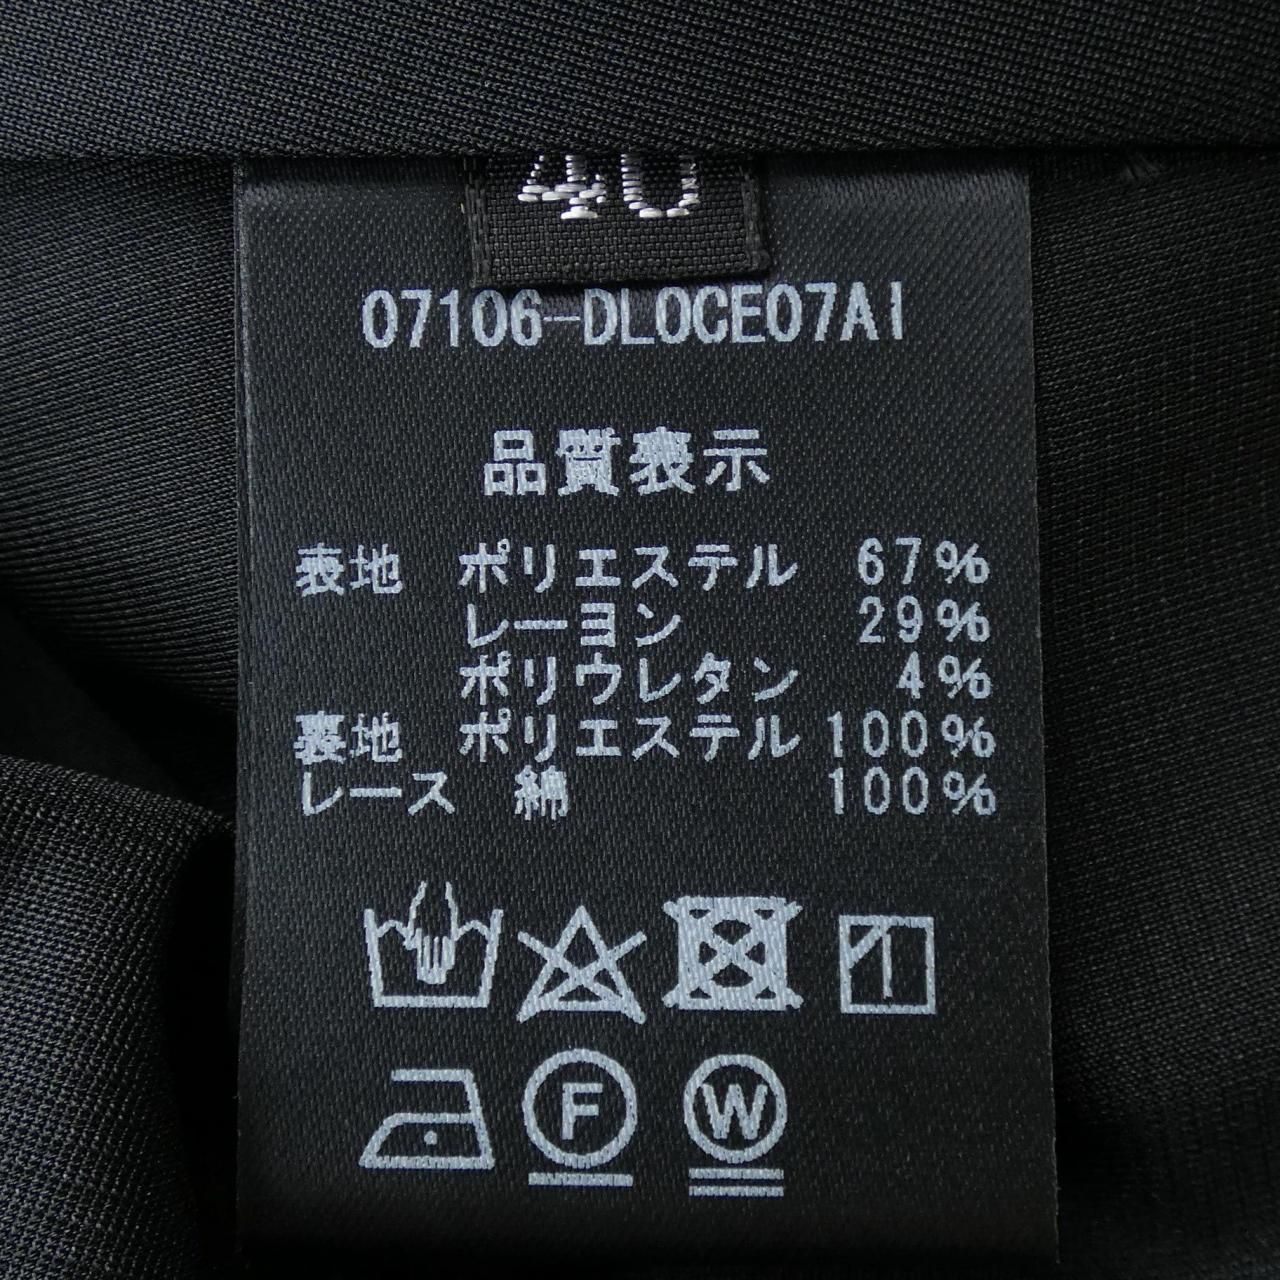 40
07106-DL0CE07AI
品質表示
表地 ポリエステル 67%
レーヨン 29%
ポリウレタン 4%
裏地 ポリエステル 100%
レース 綿 100%
F W